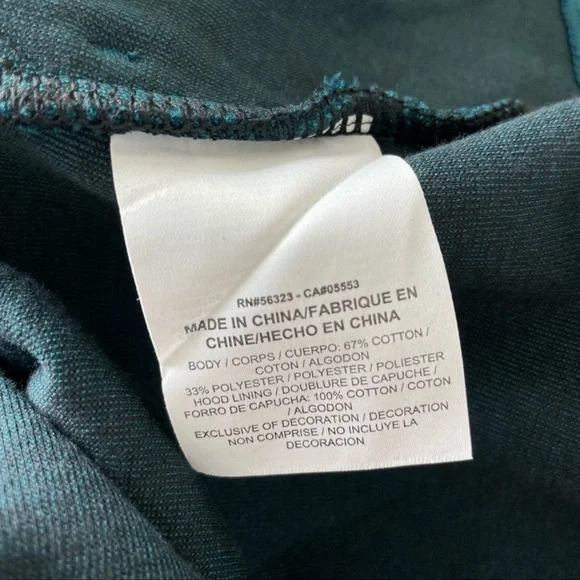 RN#56323 - CA#05553
MADE IN CHINA/FABRIQUE EN
CHINE/HECHO EN CHINA
BODY / CORPS / CUERPO: 67% COTTON /
COTON / ALGODON
33% POLYESTER / POLYESTER / POLIESTER
HOOD LINING / DOUBLURE DE CAPUCHE /
FORRO DE CAPUCHA: 100% COTTON / COTON
/ ALGODON
EXCLUSIVE OF DECORATION / DECORATION
NON COMPRISE / NO INCLUYE LA
DECORACION